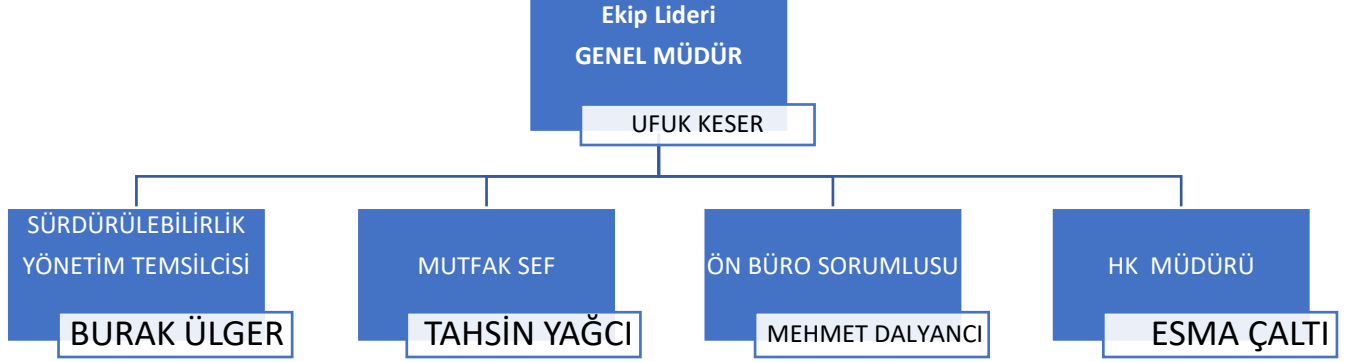 Ekip Lideri
GENEL MÜDÜR
UFUK KESER
SÜRDÜRÜLEBİLİRLİK
YÖNETİM TEMSİLCİSİ
BURAK ÜLGER
MUTFAK SEF
TAHSİN YAĞCI
ÖN BÜRO SORUMLUSU
MEHMET DALYANCI
HK MÜDÜRÜ
ESMA ÇALTI